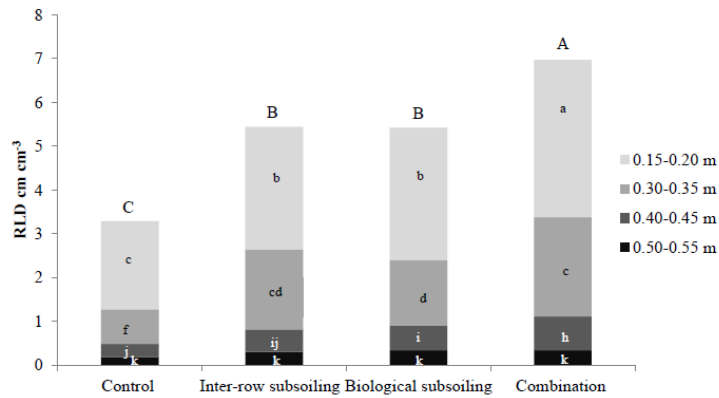 8
7
6
5
4
3
2
1
0
RLD cm cm⁻³
C
c
f
j
k
B
b
cd
ij
k
B
b
d
i
k
A
a
c
h
k
Control
Inter-row subsoiling
Biological subsoiling
Combination
0.15-0.20 m
0.30-0.35 m
0.40-0.45 m
0.50-0.55 m